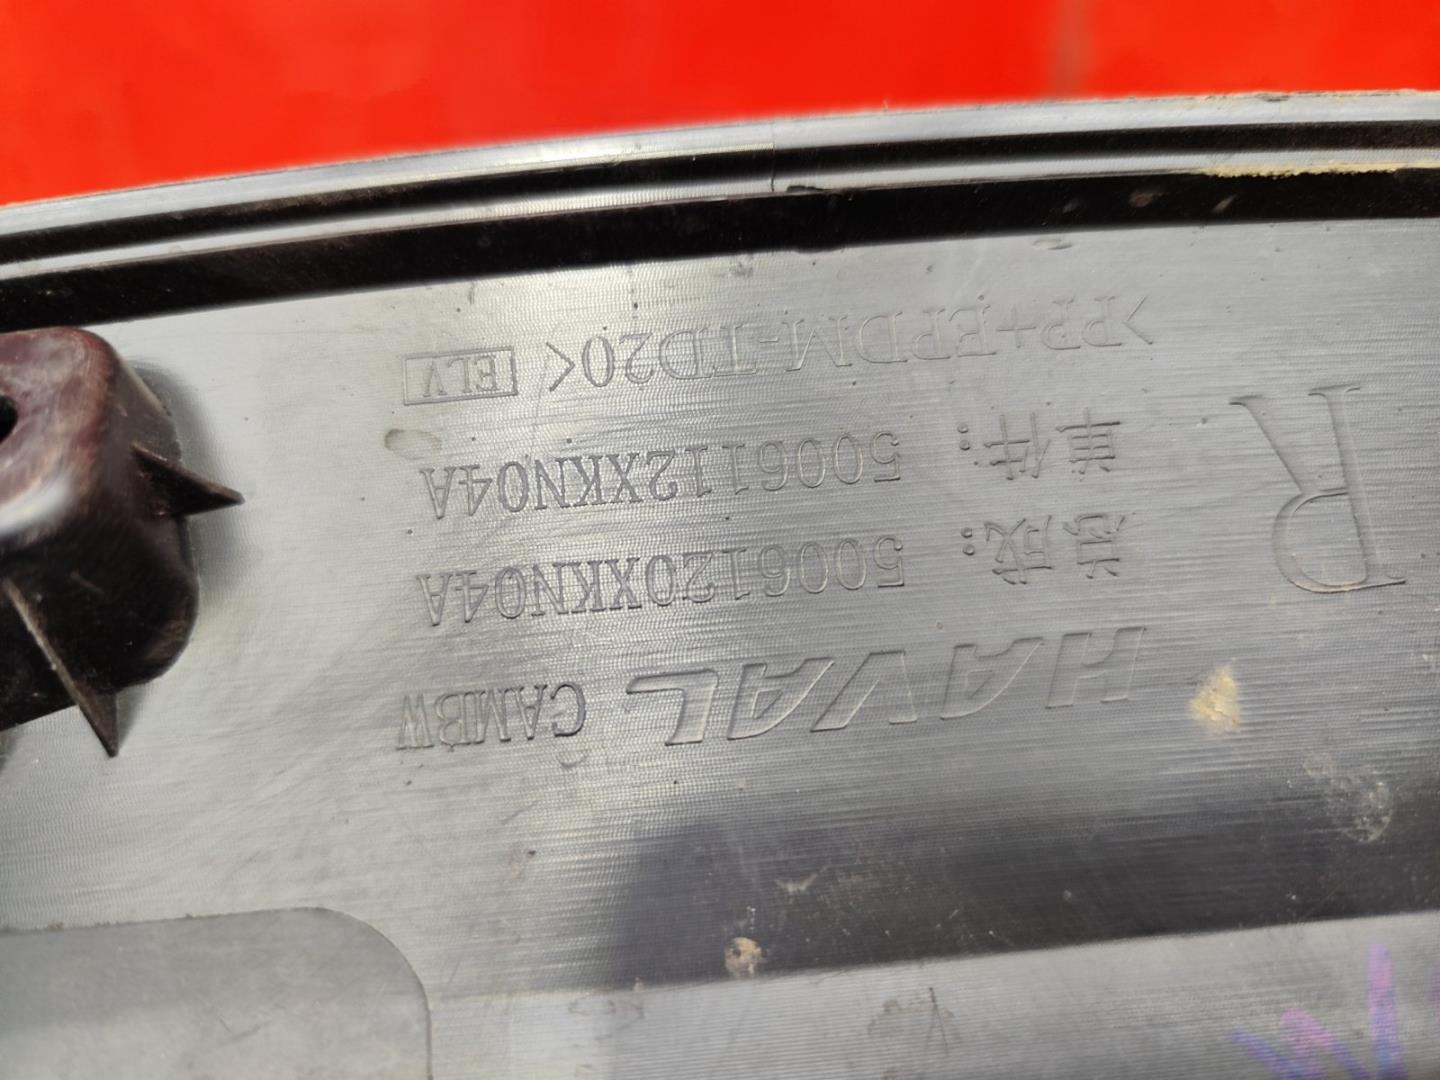 R
HAVAL CAMBW
总成: 5006120XKN04A
单件: 5006112XKN04A
>PP+EPDM-TD20< ELV